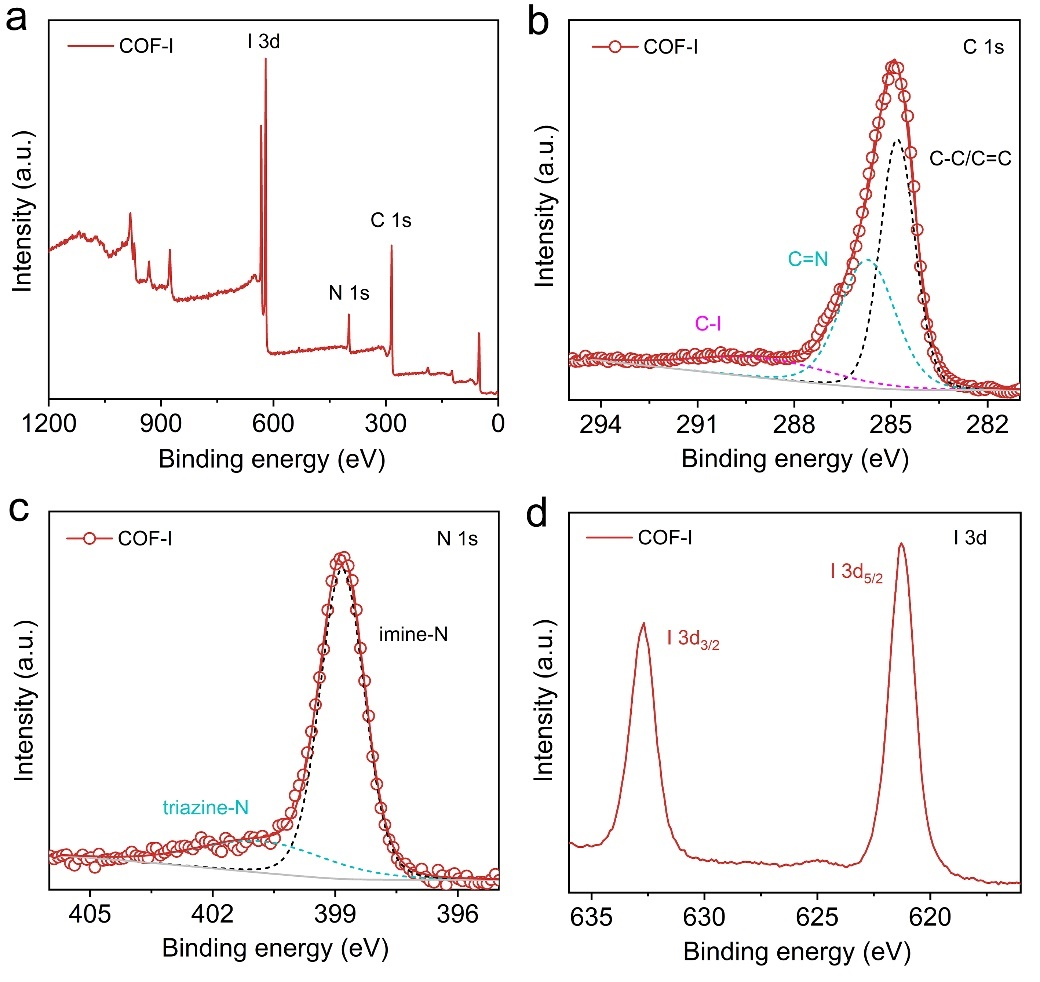 a
COF-I
I 3d
C 1s
N 1s
Intensity (a.u.)
1200 900 600 300 0
Binding energy (eV)
b
COF-I
C 1s
C-C/C=C
C=N
C-I
Intensity (a.u.)
294 291 288 285 282
Binding energy (eV)
c
COF-I
N 1s
imine-N
triazine-N
Intensity (a.u.)
405 402 399 396
Binding energy (eV)
d
COF-I
I 3d
I 3d5/2
I 3d3/2
Intensity (a.u.)
635 630 625 620
Binding energy (eV)